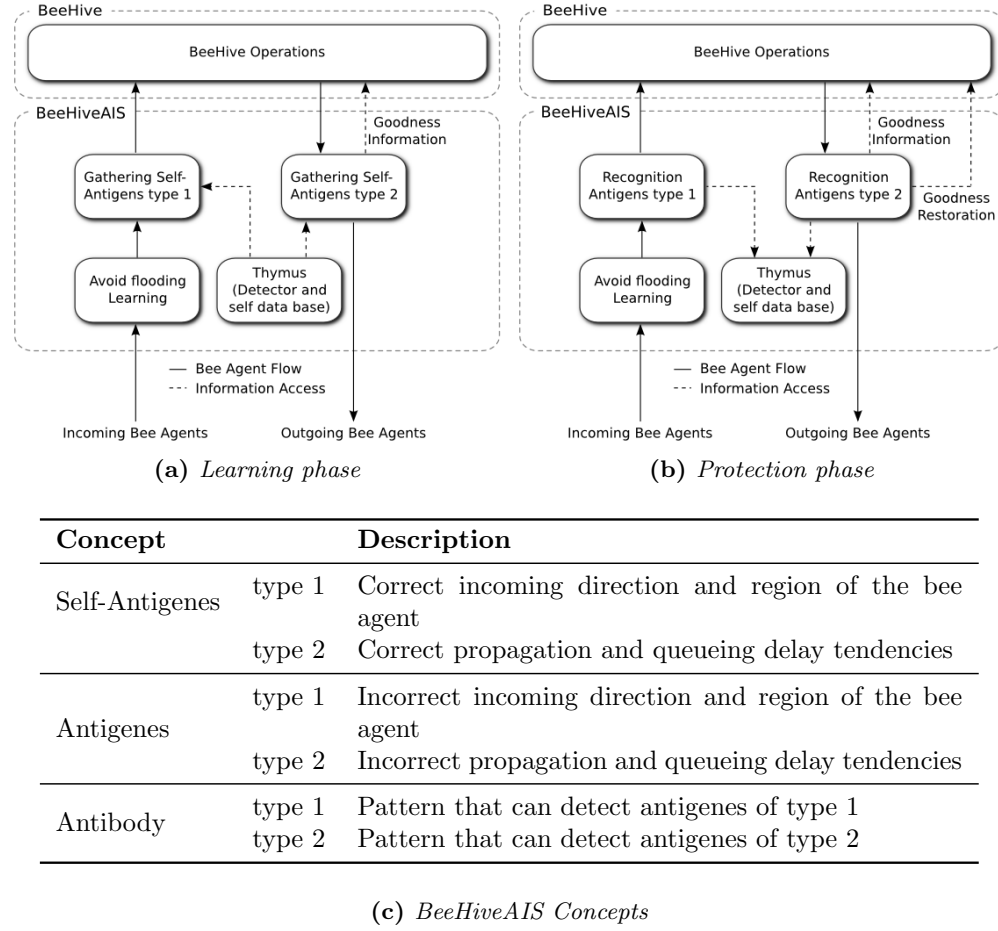 BeeHive
BeeHive Operations
BeeHiveAIS
Goodness
Information
Gathering Self-
Antigens type 1
Gathering Self-
Antigens type 2
Avoid flooding
Learning
Thymus
(Detector and
self data base)
Bee Agent Flow
Information Access
Incoming Bee Agents
Outgoing Bee Agents
(a) Learning phase
BeeHive
BeeHive Operations
BeeHiveAIS
Goodness
Information
Recognition
Antigens type 1
Recognition
Antigens type 2
Goodness
Restoration
Avoid flooding
Learning
Thymus
(Detector and
self data base)
Bee Agent Flow
Information Access
Incoming Bee Agents
Outgoing Bee Agents
(b) Protection phase
Concept Description
Self-Antigenes type 1 Correct incoming direction and region of the bee
agent
type 2 Correct propagation and queueing delay tendencies
Antigenes type 1 Incorrect incoming direction and region of the bee
agent
type 2 Incorrect propagation and queueing delay tendencies
Antibody type 1 Pattern that can detect antigenes of type 1
type 2 Pattern that can detect antigenes of type 2
(c) BeeHiveAIS Concepts